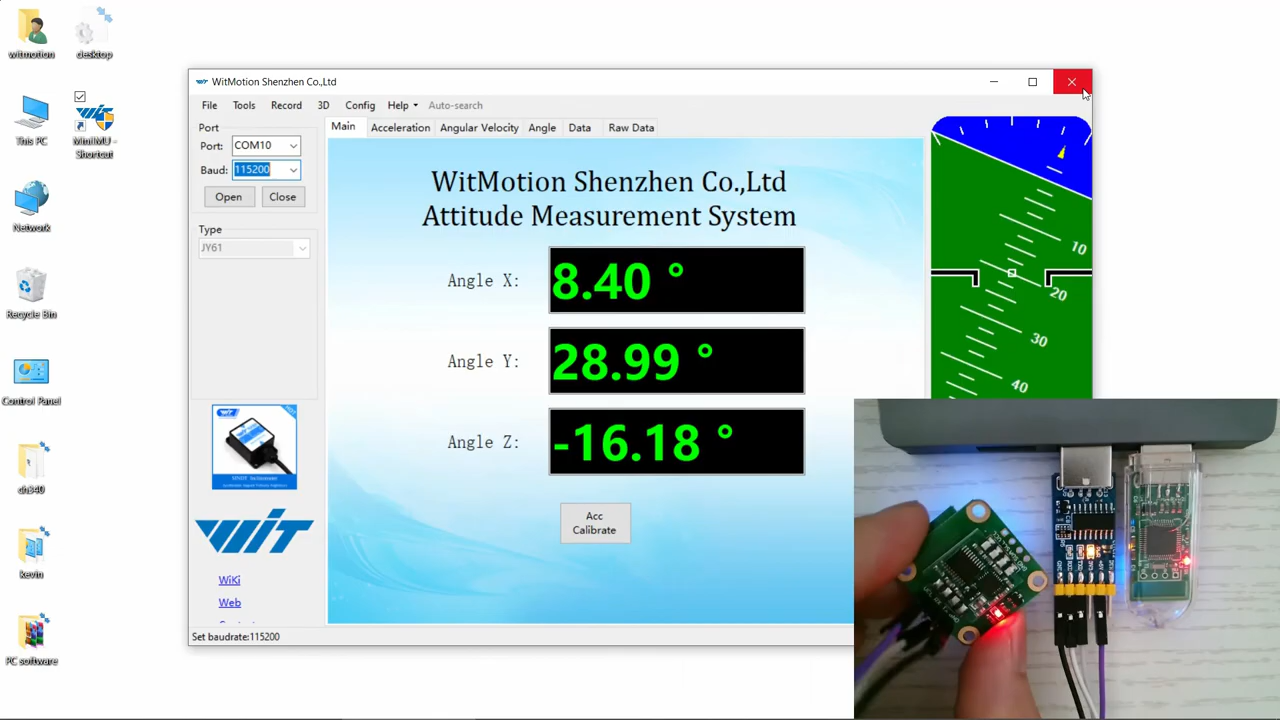 witmotion
desktop
This PC
MiniIMU - Shortcut
Network
Recycle Bin
Control Panel
ch340
kevin
PC software
WitMotion Shenzhen Co.,Ltd
File Tools Record 3D Config Help Auto-search
Port
Port: COM10
Baud: 115200
Open Close
Type
JY61
WiT
WiKi
Web
Main Acceleration Angular Velocity Angle Data Raw Data
WitMotion Shenzhen Co.,Ltd
Attitude Measurement System
Angle X: 8.40 °
Angle Y: 28.99 °
Angle Z: -16.18 °
Acc
Calibrate
10
20
30
40
Set baudrate:115200